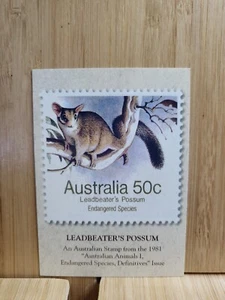 Australia 50c
Leadbeater's Possum
Endangered Species
LEADBEATER'S POSSUM
An Australian Stamp from the 1981
"Australian Animals I,
Endangered Species, Definitives" Issue